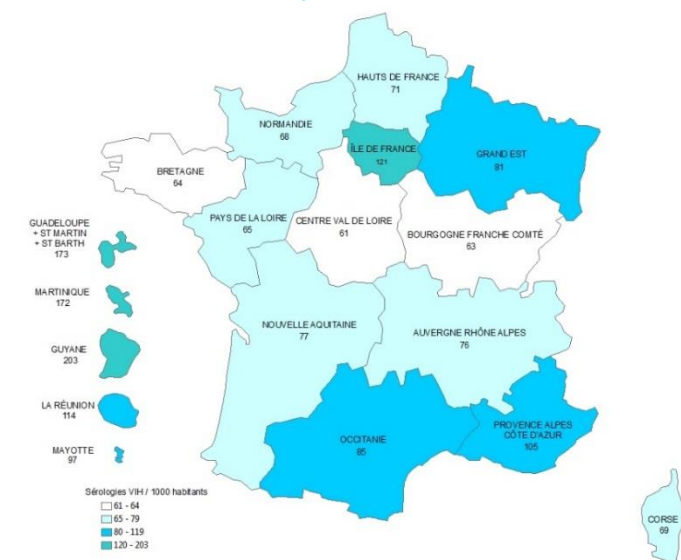 HAUTS DE FRANCE
71
NORMANDIE
68
ÎLE DE FRANCE
121
GRAND EST
81
BRETAGNE
64
PAYS DE LA LOIRE
65
CENTRE VAL DE LOIRE
61
BOURGOGNE FRANCHE COMTÉ
63
GUADELOUPE
+ ST MARTIN
+ ST BARTH
173
MARTINIQUE
172
NOUVELLE AQUITAINE
77
AUVERGNE RHÔNE ALPES
76
GUYANE
203
LA RÉUNION
114
MAYOTTE
97
OCCITANIE
85
PROVENCE ALPES
CÔTE D'AZUR
105
CORSE
69
Sérologies VIH / 1000 habitants
61 - 64
65 - 79
80 - 119
120 - 203